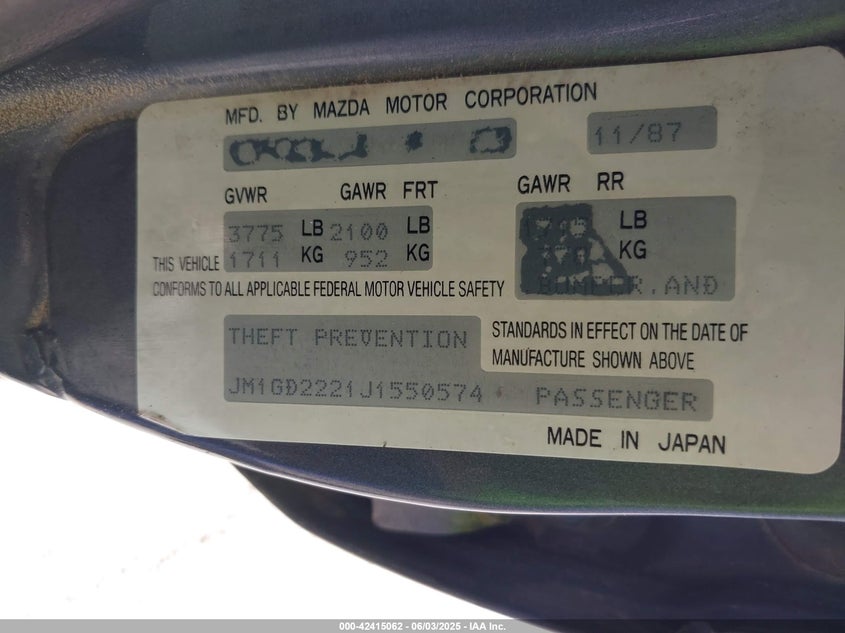 MFD. BY MAZDA MOTOR CORPORATION
11/87
GVWR GAWR FRT GAWR RR
3775 LB 2100 LB LB
THIS VEHICLE 1711 KG 952 KG KG
CONFORMS TO ALL APPLICABLE FEDERAL MOTOR VEHICLE SAFETY BUMPER.AND
THEFT PREVENTION STANDARDS IN EFFECT ON THE DATE OF
MANUFACTURE SHOWN ABOVE
JM1GD2221J1550574 PASSENGER
MADE IN JAPAN
000-42415062 - 06/03/2025 - IAA Inc.